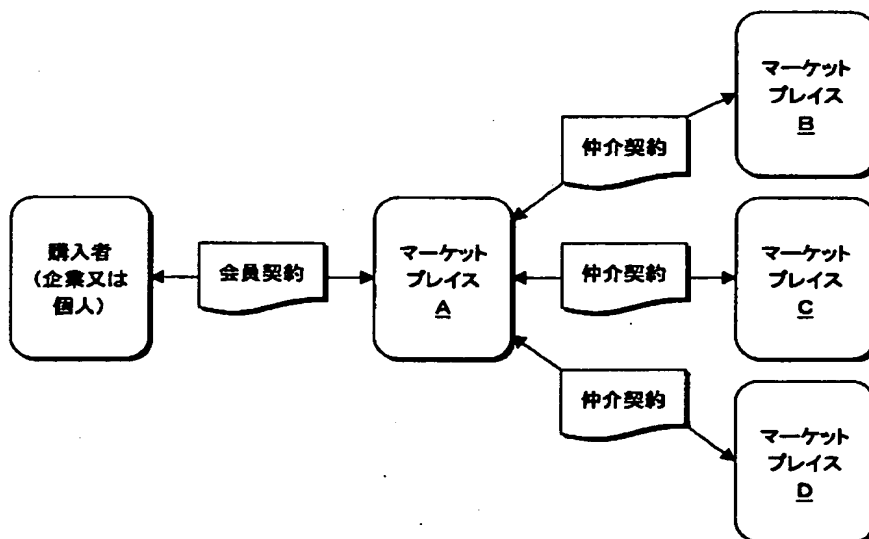 購入者
(企業又は
個人)
会員契約
マーケット
プレイス
A
仲介契約
マーケット
プレイス
B
仲介契約
マーケット
プレイス
C
仲介契約
マーケット
プレイス
D